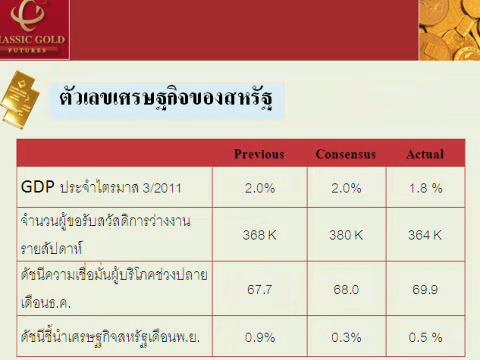 CLASSIC GOLD
FUTURES
ตัวเลขเศรษฐกิจของสหรัฐ
Previous Consensus Actual
GDP ประจำไตรมาส 3/2011 2.0% 2.0% 1.8 %
จำนวนผู้ขอรับสวัสดิการว่างงาน
รายสัปดาห์ 368 K 380 K 364 K
ดัชนีความเชื่อมั่นผู้บริโภคช่วงปลาย
เดือนธ.ค. 67.7 68.0 69.9
ดัชนีชี้นำเศรษฐกิจสหรัฐเดือนพ.ย. 0.9% 0.3% 0.5 %